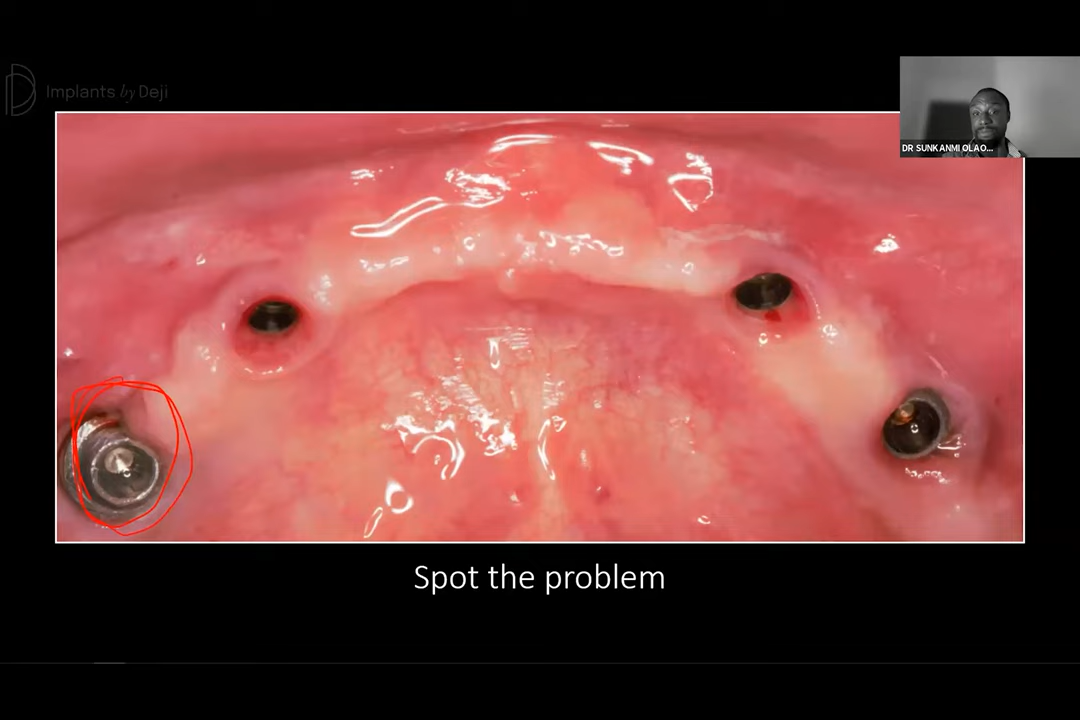 Implants by Deji
DR SUNKANMI OLAO...
Spot the problem